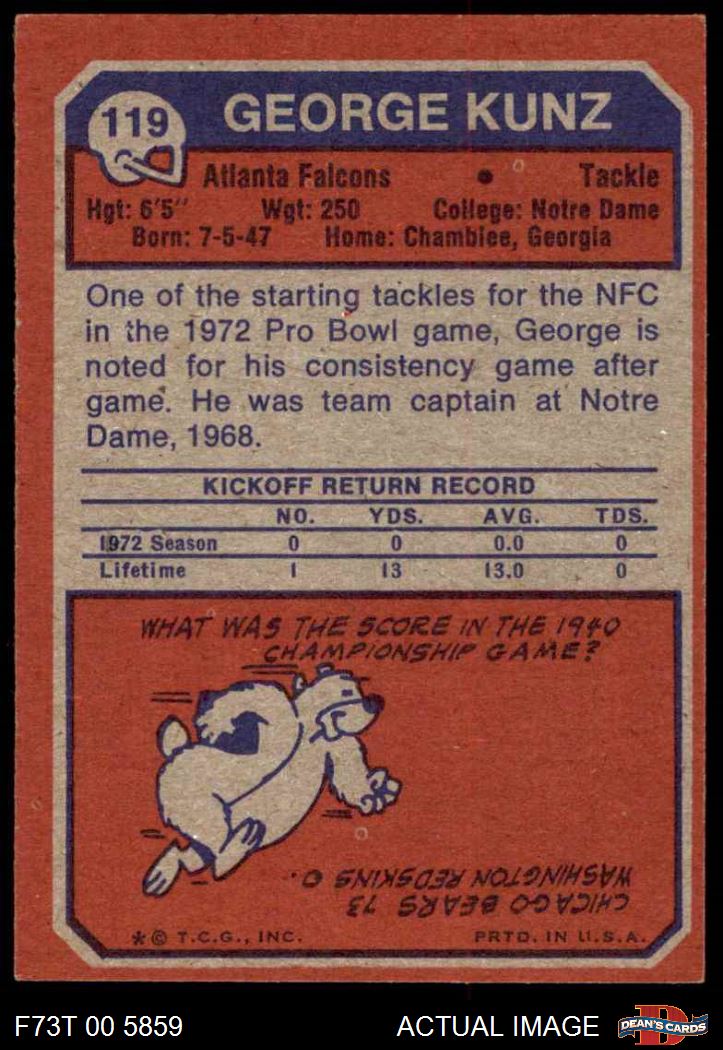 119
GEORGE KUNZ
Atlanta Falcons • Tackle
Hgt: 6'5" Wgt: 250 College: Notre Dame
Born: 7-5-47 Home: Chamblee, Georgia
One of the starting tackles for the NFC
in the 1972 Pro Bowl game, George is
noted for his consistency game after
game. He was team captain at Notre
Dame, 1968.
KICKOFF RETURN RECORD
NO. YDS. AVG. TDS.
1972 Season 0 0 0.0 0
Lifetime 1 13 13.0 0
WHAT WAS THE SCORE IN THE 1940
CHAMPIONSHIP GAME?
CHICAGO BEARS 73
WASHINGTON REDSKINS 0.
*© T.C.G., INC. PRTD. IN U.S.A.
F73T 00 5859 ACTUAL IMAGE
D
DEAN'S CARDS